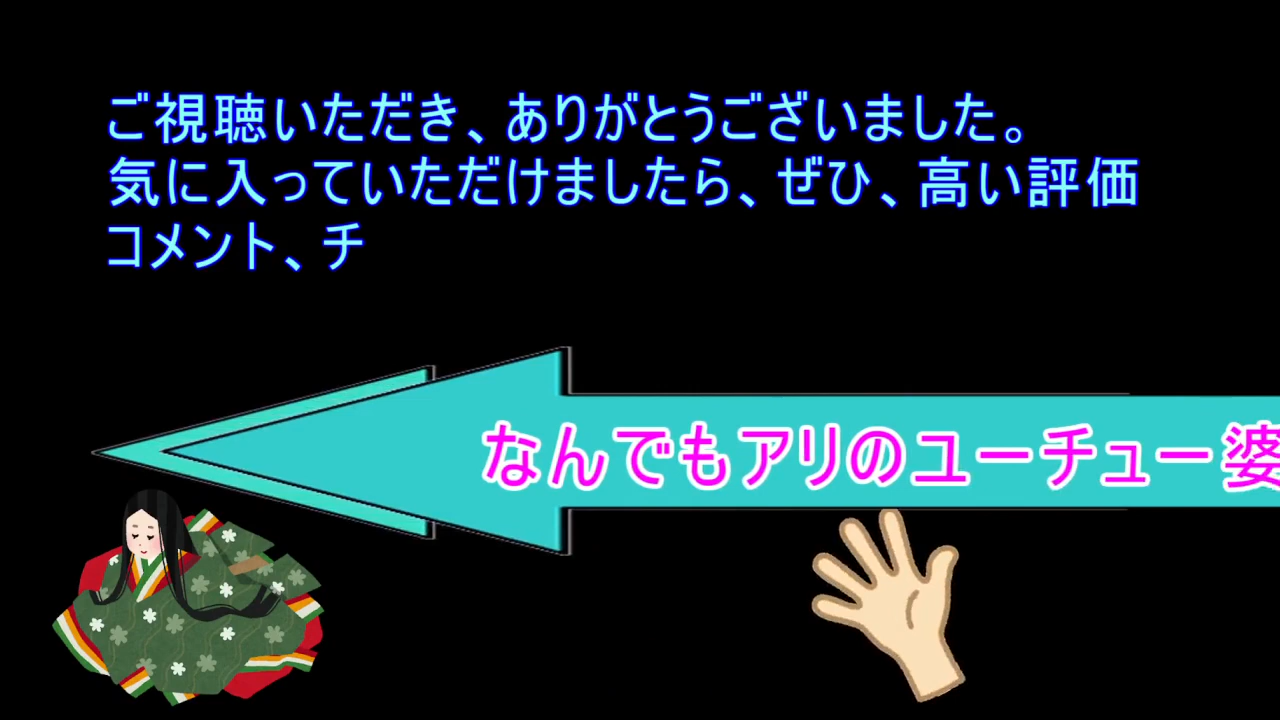 ご視聴いただき、ありがとうございました。
気に入っていただけましたら、ぜひ、高い評価
コメント、チ
なんでもアリのユーチュー婆